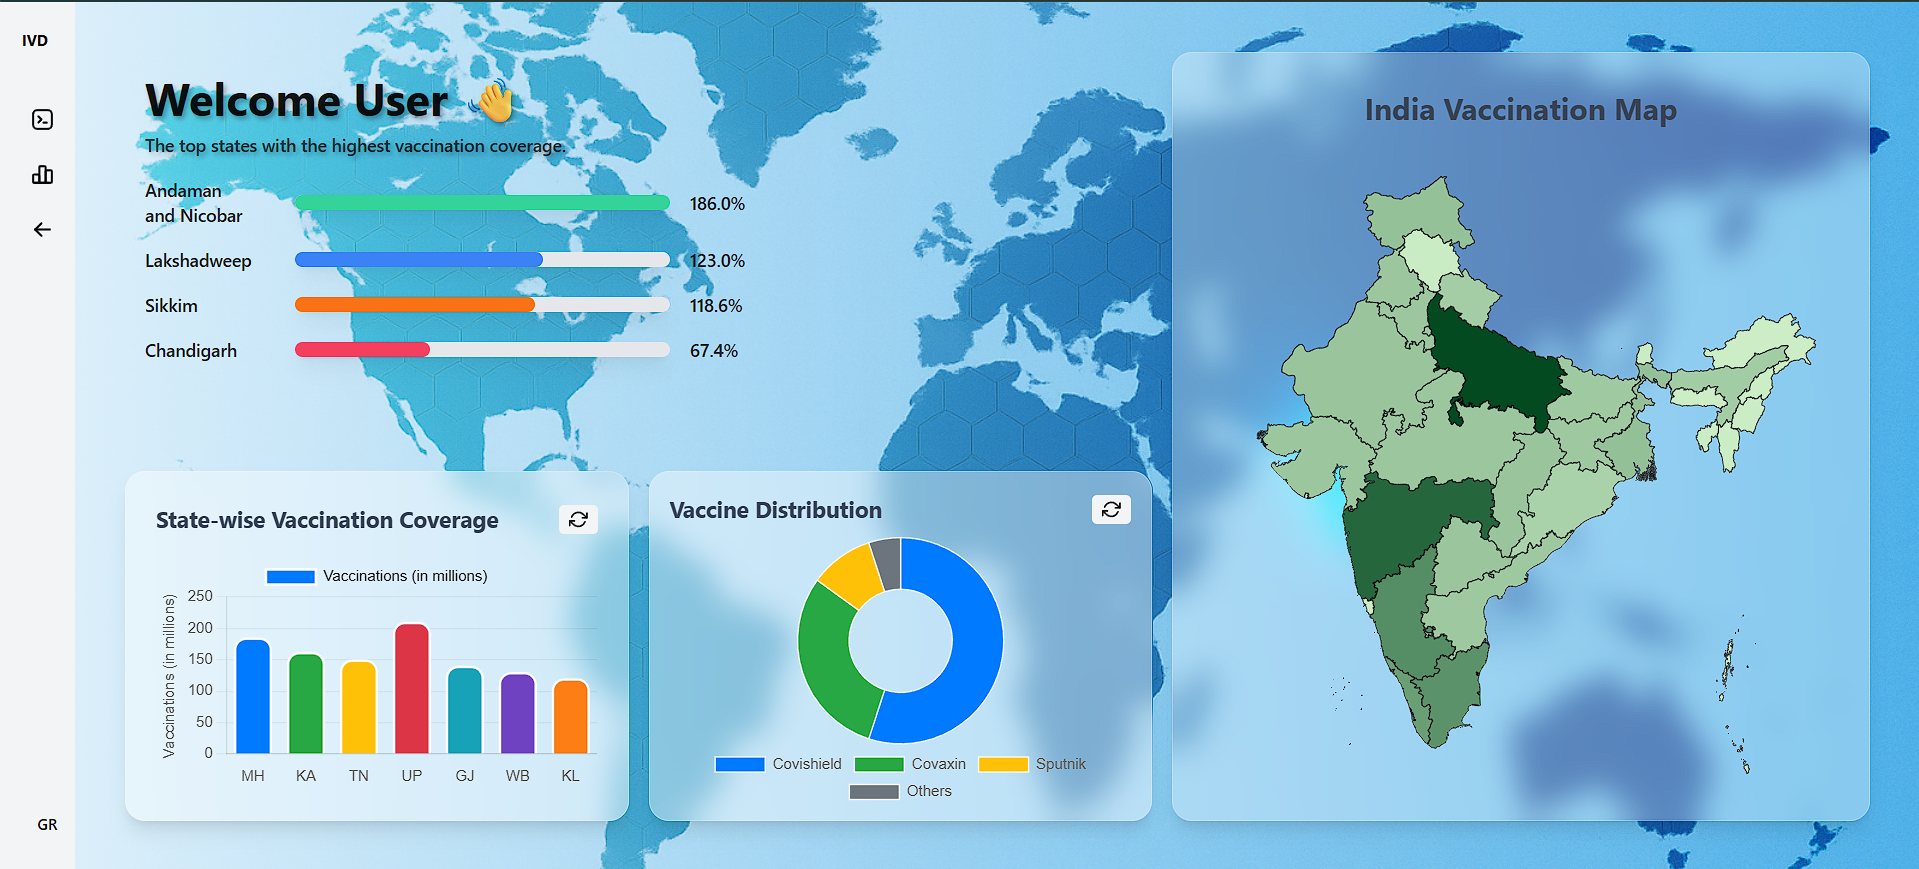 IVD
GR
Welcome User 👋
The top states with the highest vaccination coverage.
Andaman
and Nicobar
186.0%
Lakshadweep
123.0%
Sikkim
118.6%
Chandigarh
67.4%
State-wise Vaccination Coverage
Vaccinations (in millions)
Vaccinations (in millions)
250
200
150
100
50
0
MH KA TN UP GJ WB KL
Vaccine Distribution
Covishield Covaxin Sputnik
Others
India Vaccination Map